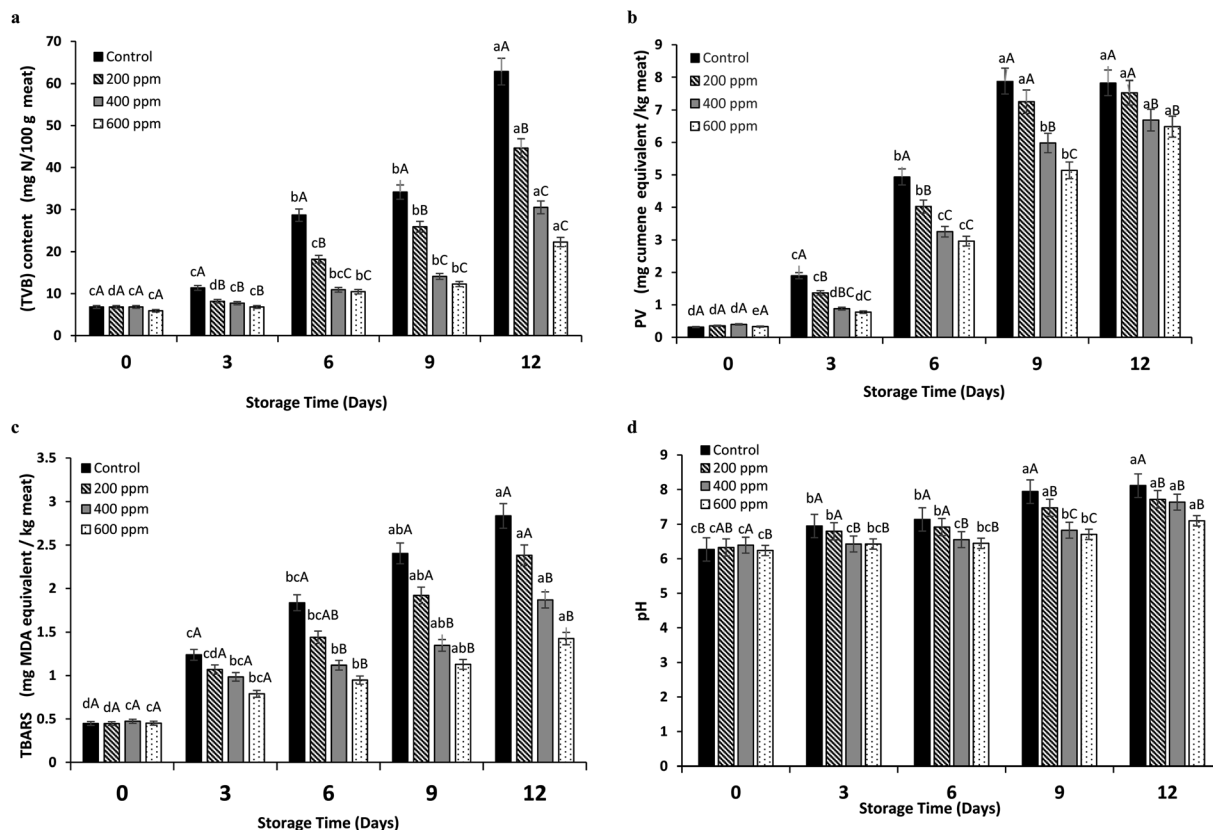 a
(TVB) content (mg N/100 g meat)
70
60
50
40
30
20
10
0
Control
200 ppm
400 ppm
600 ppm
cA dA cA cA
cA dB cB cB
bA cB bcC bC
bA bB bC bC
aA aB aC aC
0 3 6 9 12
Storage Time (Days)
b
PV (mg cumene equivalent /kg meat)
9
8
7
6
5
4
3
2
1
0
Control
200 ppm
400 ppm
600 ppm
dA dA dA eA
cA cB dBC dC
bA bB cC cC
aA aA bB bC
aA aA aB aB
0 3 6 9 12
Storage Time (Days)
c
TBARS (mg MDA equivalent / kg meat)
3.5
3
2.5
2
1.5
1
0.5
0
Control
200 ppm
400 ppm
600 ppm
dA dA cA cA
cA cdA bcA bcA
bcA bcAB bB bB
abA abA abB abB
aA aA aB aB
0 3 6 9 12
Storage Time (Days)
d
pH
9
8
7
6
5
4
3
2
1
0
Control
200 ppm
400 ppm
600 ppm
cB cAB cA cB
bA bA cB bcB
bA bA cB bcB
aA aB bC bC
aA aB aB aB
0 3 6 9 12
Storage Time (Days)